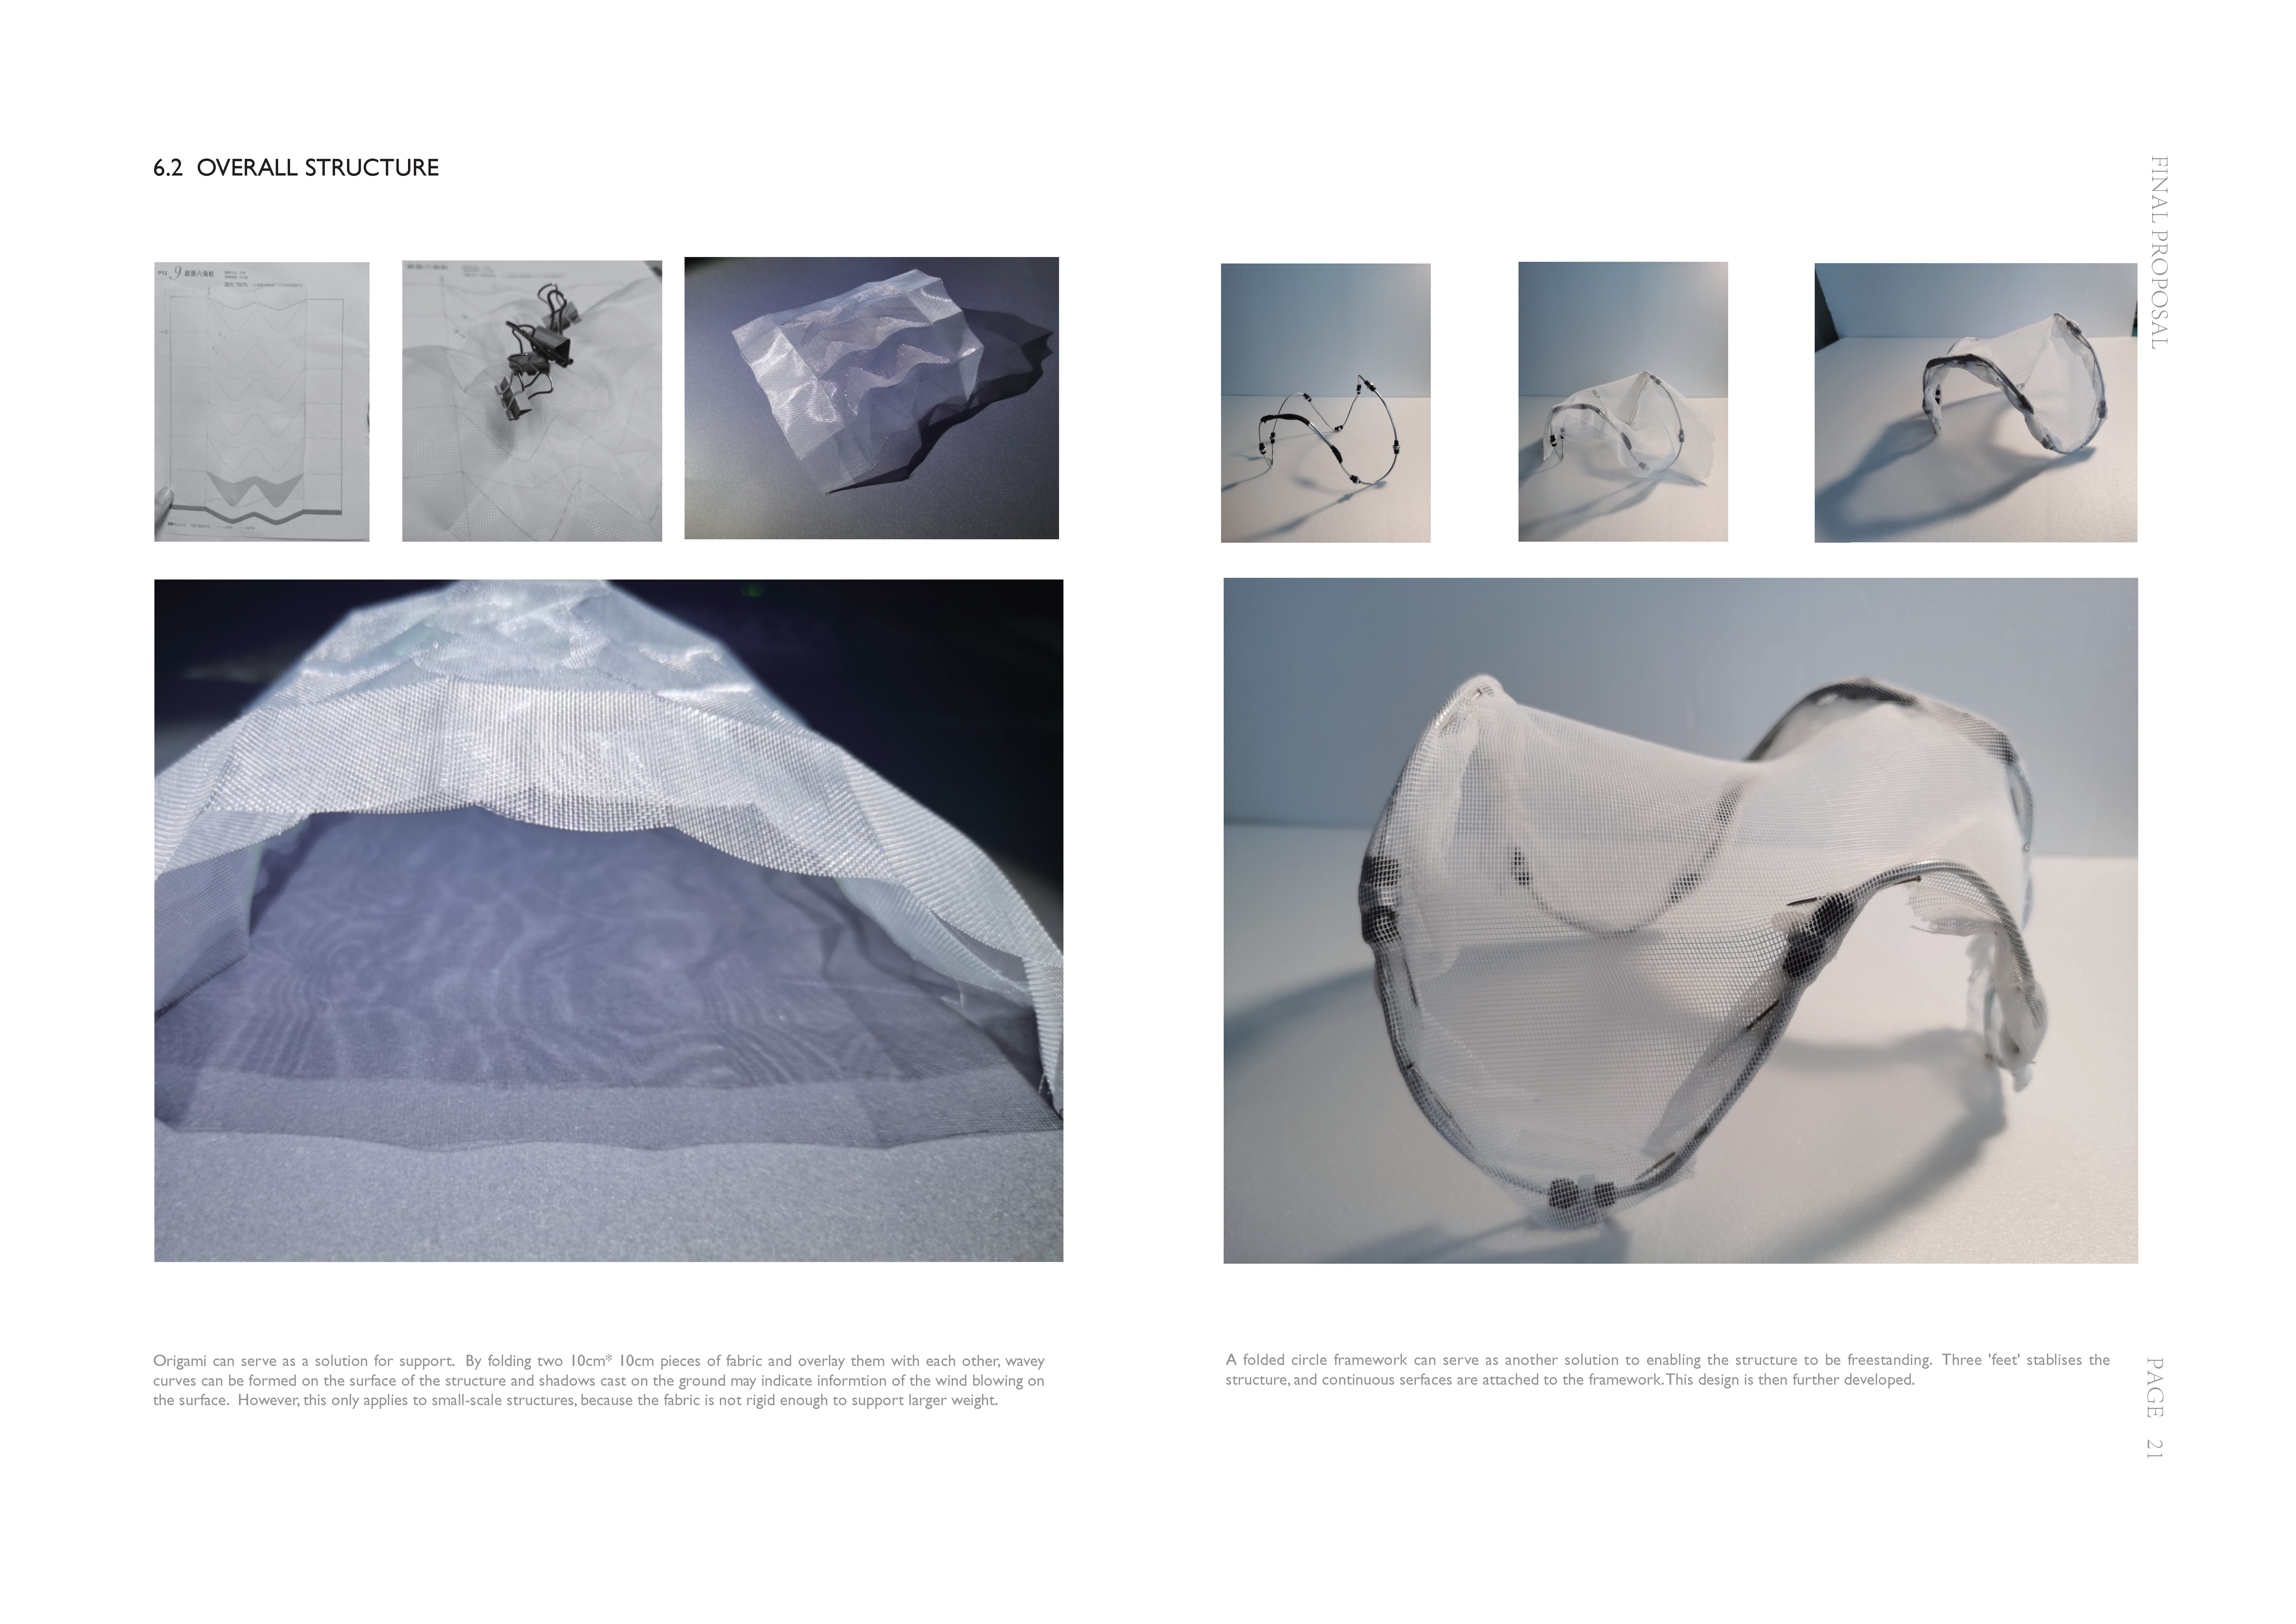 6.2 OVERALL STRUCTURE
FINAL PROPOSAL
P12 9
Origami can serve as a solution for support. By folding two 10cm* 10cm pieces of fabric and overlay them with each other, wavey
curves can be formed on the surface of the structure and shadows cast on the ground may indicate informtion of the wind blowing on
the surface. However, this only applies to small-scale structures, because the fabric is not rigid enough to support larger weight.
A folded circle framework can serve as another solution to enabling the structure to be freestanding. Three 'feet' stablises the
structure, and continuous serfaces are attached to the framework. This design is then further developed.
PAGE 21